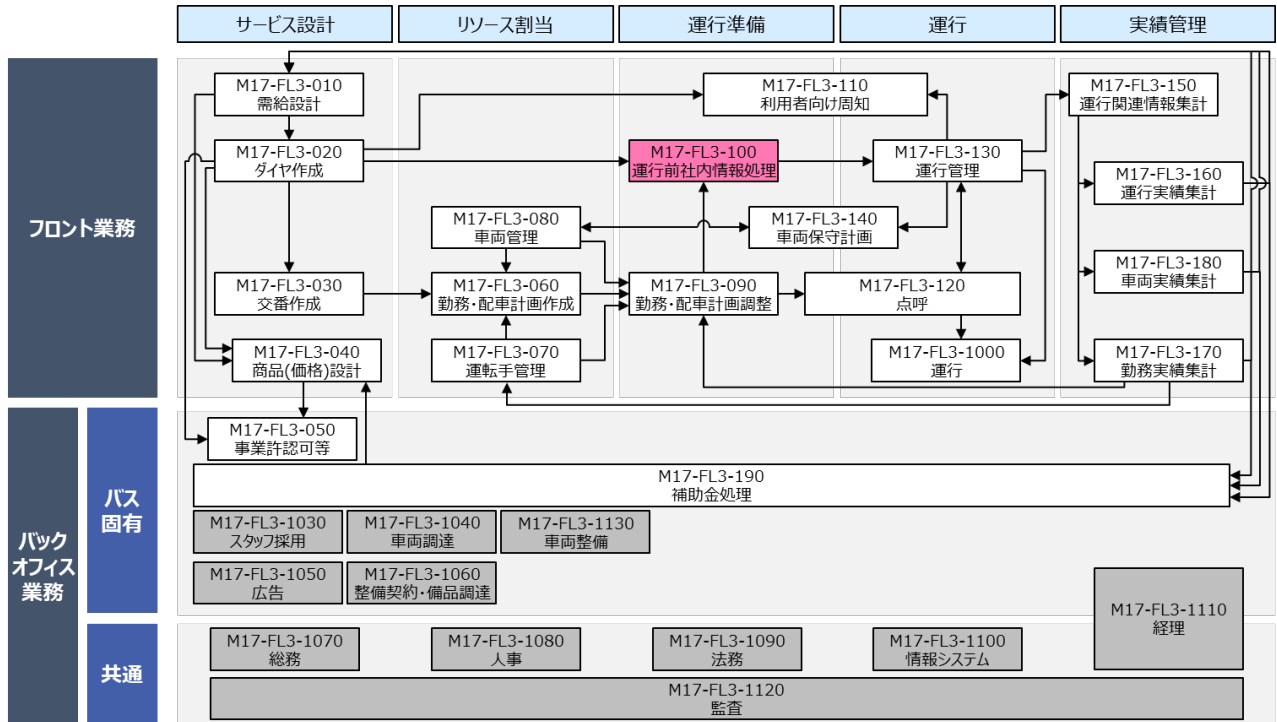 サービス設計
リソース割当
運行準備
運行
実績管理
フロント業務
M17-FL3-010
需給設計
M17-FL3-110
利用者向け周知
M17-FL3-150
運行関連情報集計
M17-FL3-020
ダイヤ作成
M17-FL3-100
運行前社内情報処理
M17-FL3-130
運行管理
M17-FL3-160
運行実績集計
M17-FL3-080
車両管理
M17-FL3-140
車両保守計画
M17-FL3-180
車両実績集計
M17-FL3-030
交番作成
M17-FL3-060
勤務・配車計画作成
M17-FL3-090
勤務・配車計画調整
M17-FL3-120
点呼
M17-FL3-040
商品(価格)設計
M17-FL3-070
運転手管理
M17-FL3-1000
運行
M17-FL3-170
勤務実績集計
バック
オフィス
業務
バス
固有
M17-FL3-050
事業許認可等
M17-FL3-190
補助金処理
M17-FL3-1030
スタッフ採用
M17-FL3-1040
車両調達
M17-FL3-1130
車両整備
M17-FL3-1050
広告
M17-FL3-1060
整備契約・備品調達
M17-FL3-1110
経理
共通
M17-FL3-1070
総務
M17-FL3-1080
人事
M17-FL3-1090
法務
M17-FL3-1100
情報システム
M17-FL3-1120
監査